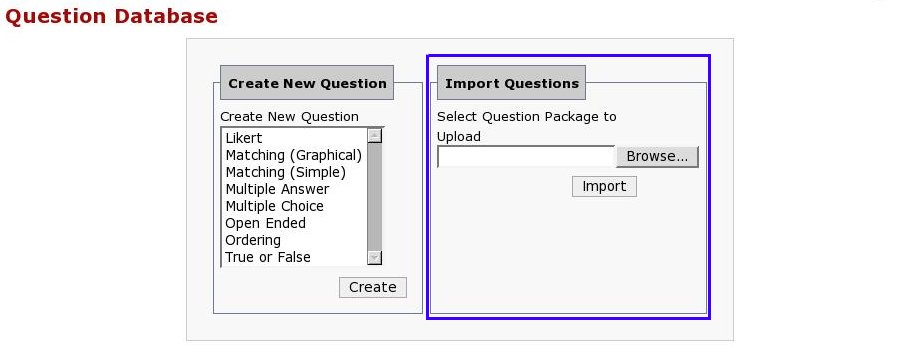 Question Database
Create New Question
Create New Question
Likert
Matching (Graphical)
Matching (Simple)
Multiple Answer
Multiple Choice
Open Ended
Ordering
True or False
Create
Import Questions
Select Question Package to
Upload
Browse...
Import